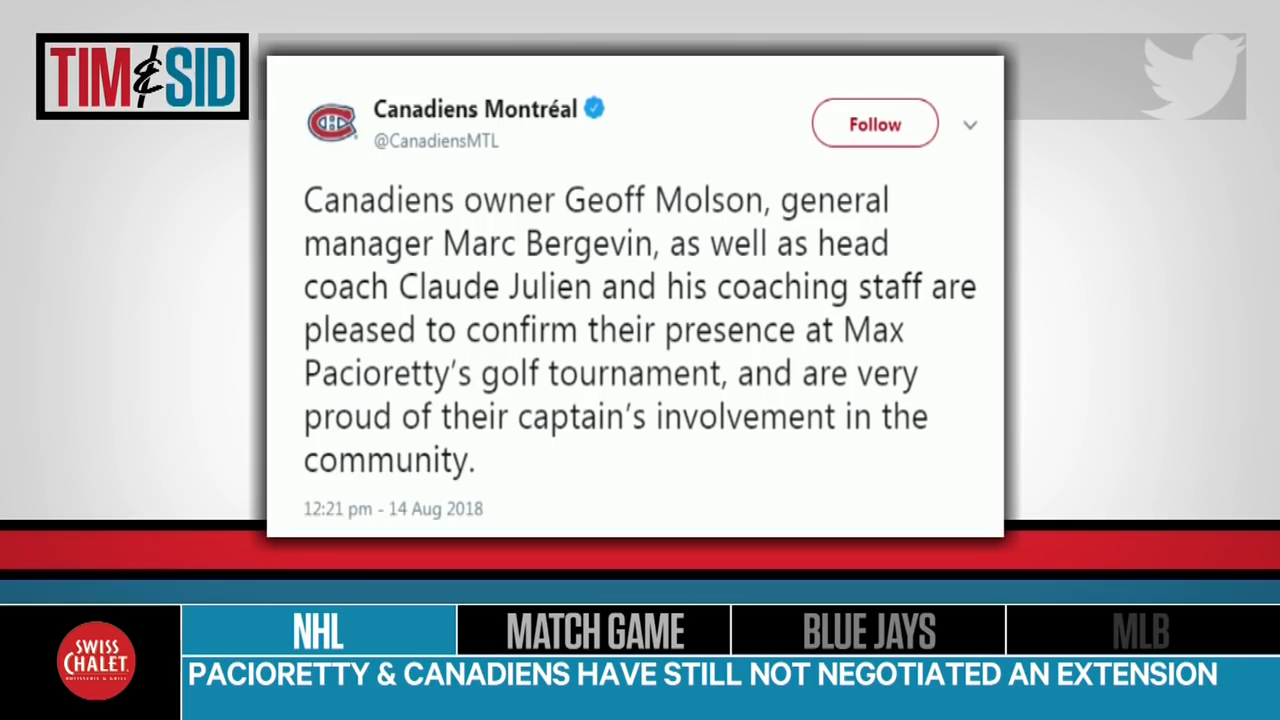 TIM & SID
Canadiens Montréal
@CanadiensMTL
Follow
Canadiens owner Geoff Molson, general
manager Marc Bergevin, as well as head
coach Claude Julien and his coaching staff are
pleased to confirm their presence at Max
Pacioretty's golf tournament, and are very
proud of their captain's involvement in the
community.
12:21 pm - 14 Aug 2018
NHL
MATCH GAME
BLUE JAYS
MLB
SWISS
CHALET
ROTISSERIE & GRILL
PACIORETTY & CANADIENS HAVE STILL NOT NEGOTIATED AN EXTENSION